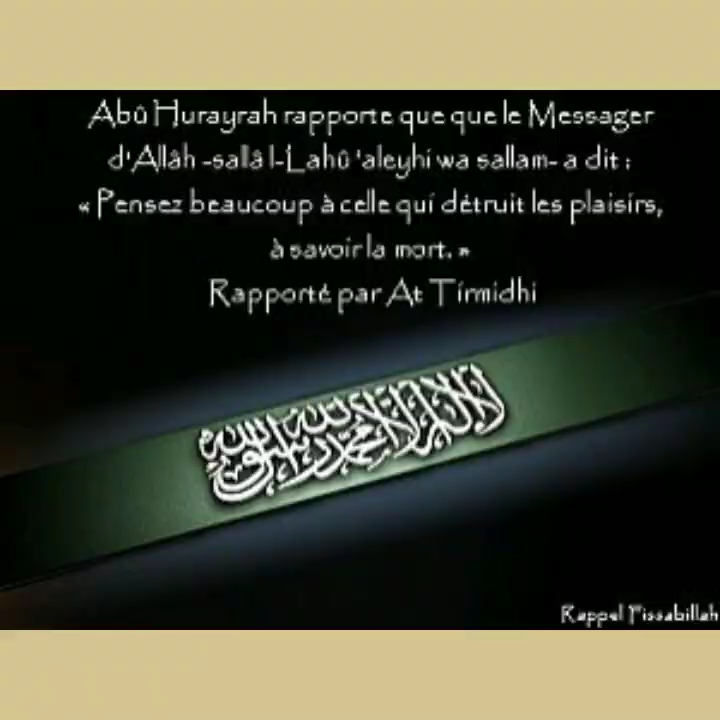 Abû Hurayrah rapporte que que le Messager
d'Allâh -sallâ l-Lahû 'aleyhi wa sallam- a dit :
« Pensez beaucoup à celle qui détruit les plaisirs,
à savoir la mort. »
Rapporté par At Tirmidhi
لا إله إلا الله محمد رسول الله
Rappel Fissabillah